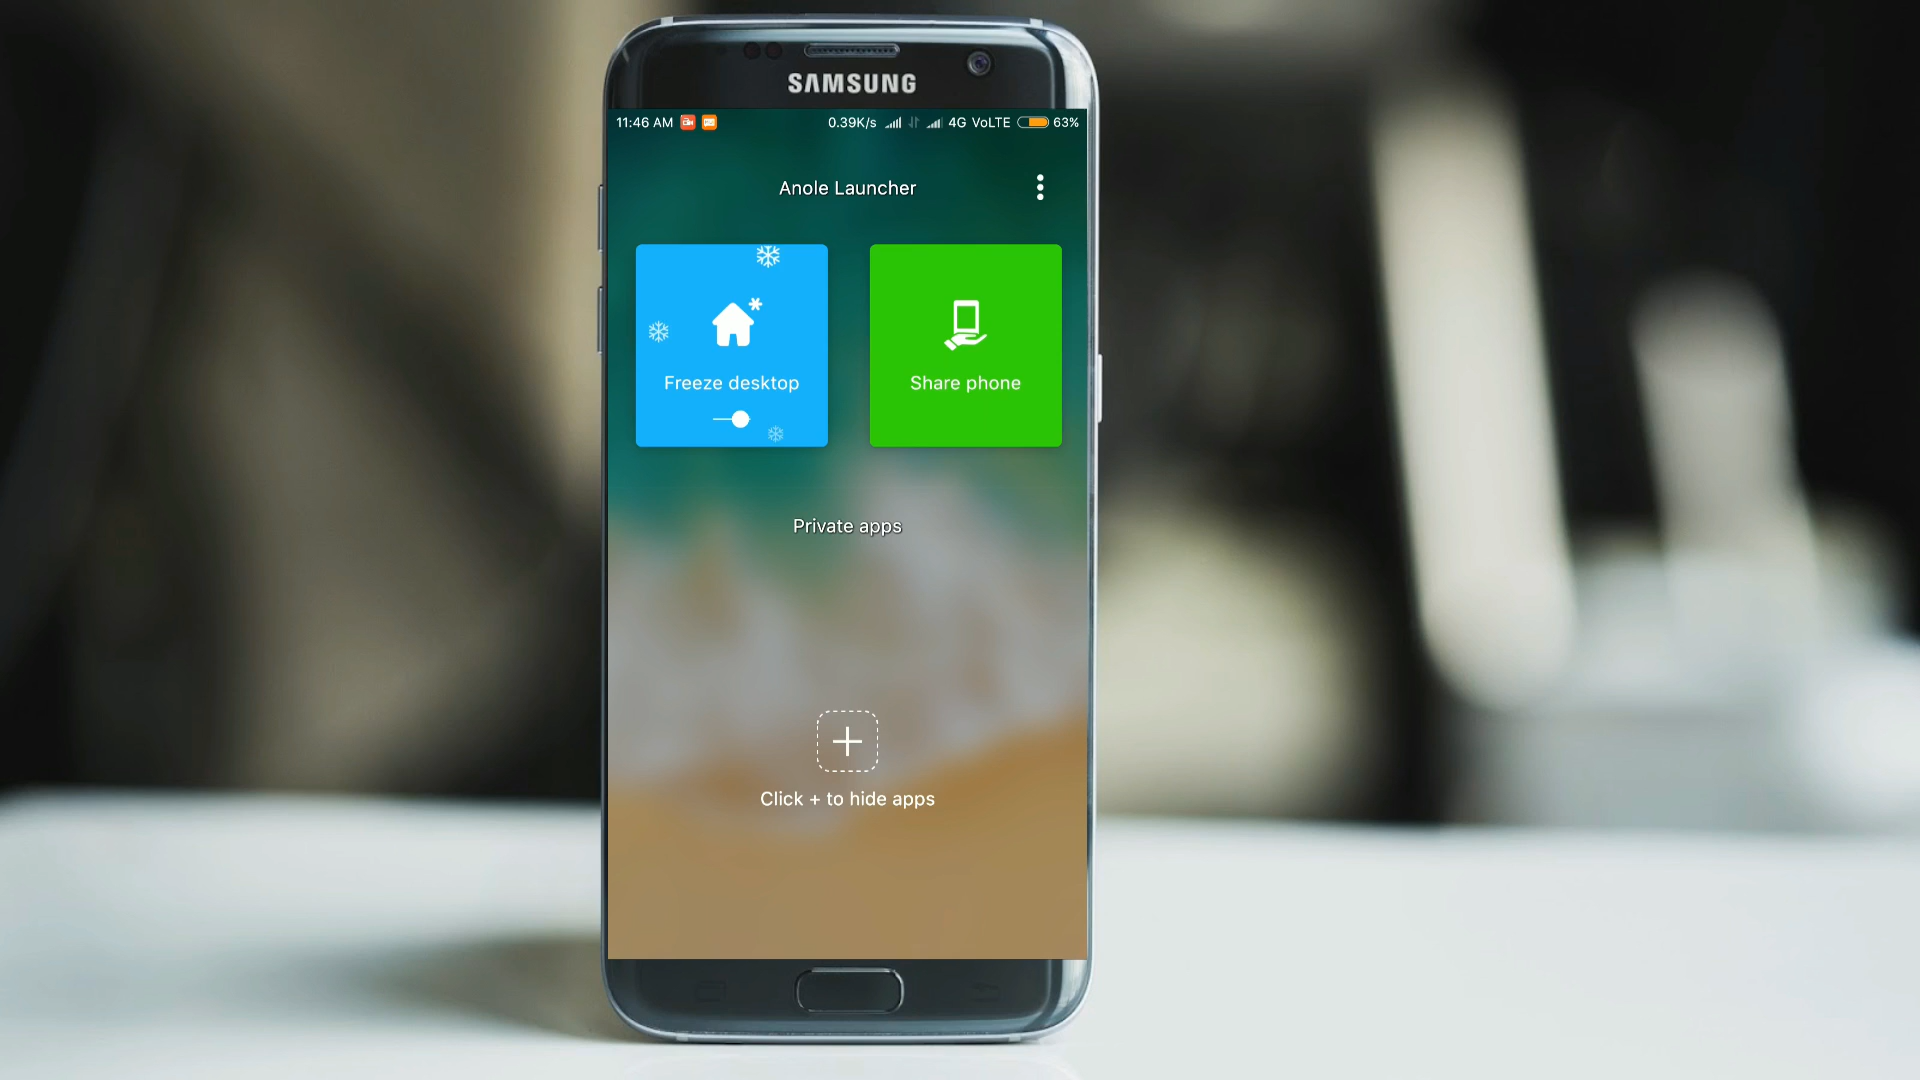 SAMSUNG
11:46 AM 0.39K/s 4G VoLTE 63%
Anole Launcher
Freeze desktop
Share phone
Private apps
Click + to hide apps